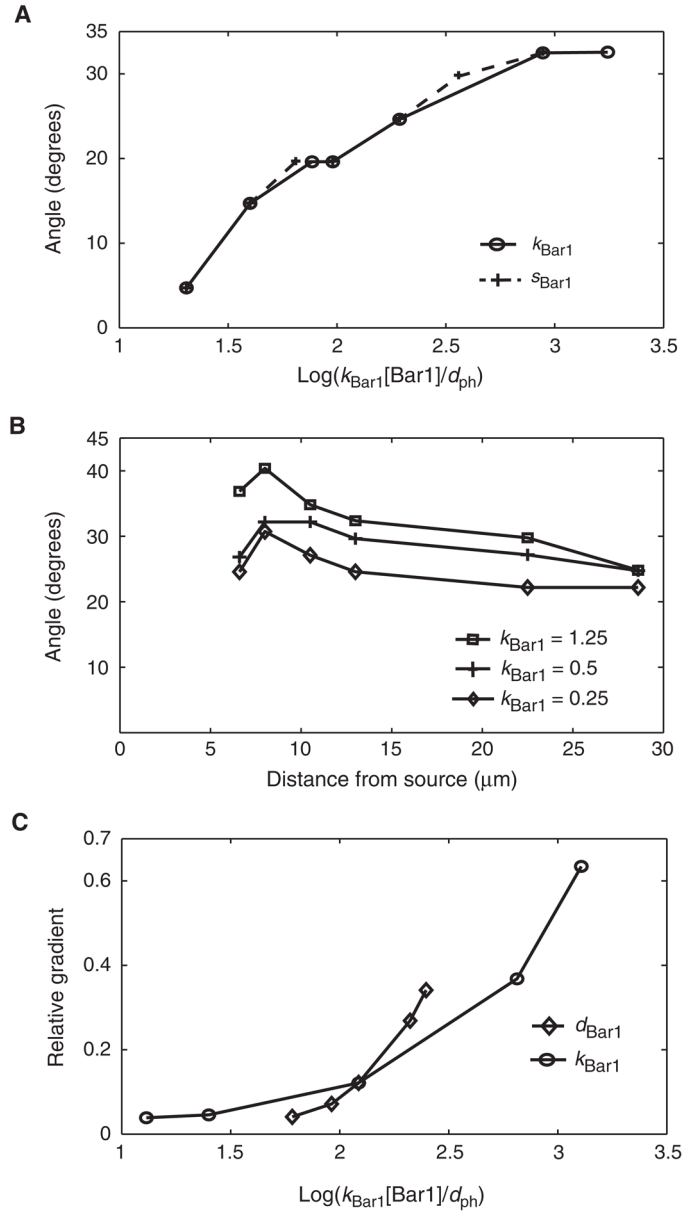 A
35
30
20
10
0
Angle (degrees)
kBar1
sBar1
1 1.5 2 2.5 3 3.5
Log(kBar1[Bar1]/dph)
B
45
40
30
20
10
Angle (degrees)
kBar1 = 1.25
kBar1 = 0.5
kBar1 = 0.25
0 5 10 15 20 25 30
Distance from source (μm)
C
0.7
0.6
0.4
0.2
0
Relative gradient
dBar1
kBar1
1 1.5 2 2.5 3 3.5
Log(kBar1[Bar1]/dph)